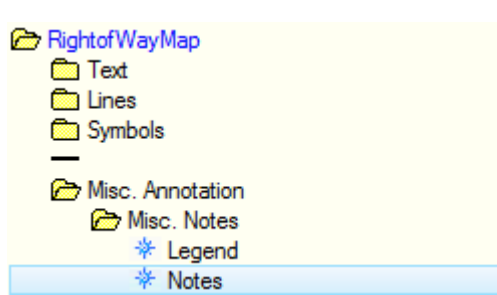 RightofWayMap
Text
Lines
Symbols
Misc. Annotation
Misc. Notes
Legend
Notes